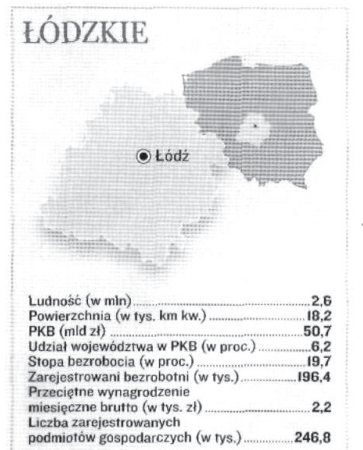 ŁÓDZKIE
Łódź
Ludność (w mln) 2,6
Powierzchnia (w tys. km kw.) 18,2
PKB (mld zł) 50,7
Udział województwa w PKB (w proc.) 6,2
Stopa bezrobocia (w proc.) 19,7
Zarejestrowani bezrobotni (w tys.) 196,4
Przeciętne wynagrodzenie
miesięczne brutto (w tys. zł) 2,2
Liczba zarejestrowanych
podmiotów gospodarczych (w tys.) 246,8